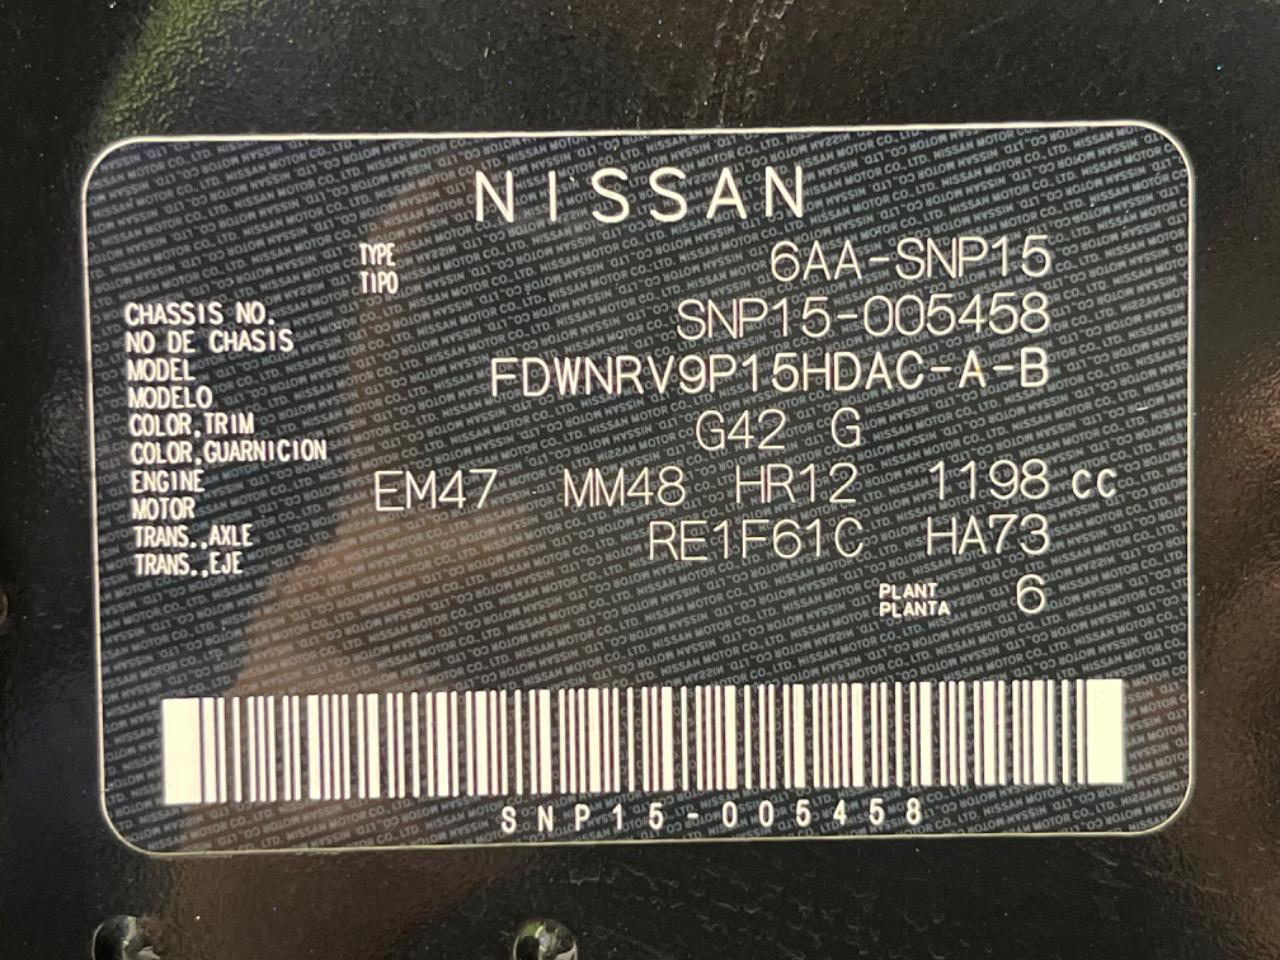 NISSAN
TYPE 6AA-SNP15
TIPO
CHASSIS NO. SNP15-005458
NO DE CHASIS
MODEL FDWNRV9P15HDAC-A-B
MODELO
COLOR,TRIM G42 G
COLOR,GUARNICION
ENGINE EM47 MM48 HR12 1198 cc
MOTOR
TRANS.,AXLE RE1F61C HA73
TRANS.,EJE
PLANT 6
PLANTA
SNP15-005458